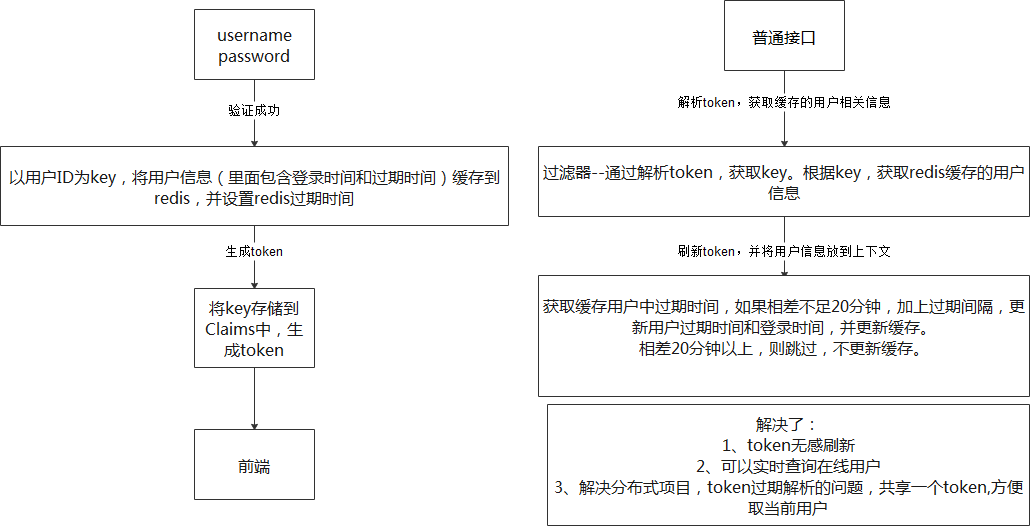 username
password
验证成功
以用户ID为key，将用户信息（里面包含登录时间和过期时间）缓存到
redis，并设置redis过期时间
生成token
将key存储到
Claims中，生
成token
前端
普通接口
解析token，获取缓存的用户相关信息
过滤器--通过解析token，获取key。根据key，获取redis缓存的用户
信息
刷新token，并将用户信息放到上下文
获取缓存用户中过期时间，如果相差不足20分钟，加上过期间隔，更
新用户过期时间和登录时间，并更新缓存。
相差20分钟以上，则跳过，不更新缓存。
解决了：
1、token无感刷新
2、可以实时查询在线用户
3、解决分布式项目，token过期解析的问题，共享一个token,方便
取当前用户